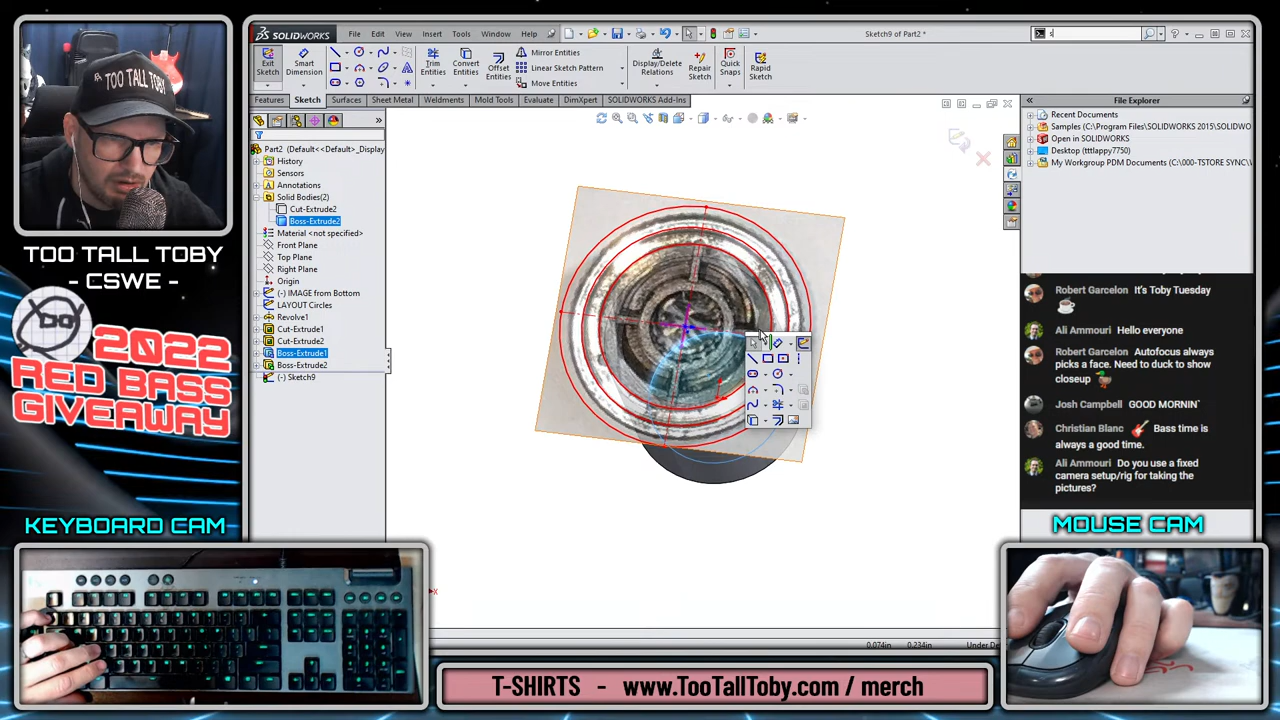 TOO TALL TOBY
TOO TALL TOBY
- CSWE -
2022
RED BASS
GIVEAWAY
KEYBOARD CAM
SOLIDWORKS
File
Edit
View
Insert
Tools
Window
Help
Sketch9 of Part2 *
s
Exit
Sketch
Smart
Dimension
Trim
Entities
Convert
Entities
Offset
Entities
Mirror Entities
Linear Sketch Pattern
Move Entities
Display/Delete
Relations
Repair
Sketch
Quick
Snaps
Rapid
Sketch
Features
Sketch
Surfaces
Sheet Metal
Weldments
Mold Tools
Evaluate
DimXpert
SOLIDWORKS Add-Ins
Part2 (Default<<Default>_Display
History
Sensors
Annotations
Solid Bodies(2)
Cut-Extrude2
Boss-Extrude2
Material <not specified>
Front Plane
Top Plane
Right Plane
Origin
(-) IMAGE from Bottom
LAYOUT Circles
Revolve1
Cut-Extrude1
Cut-Extrude2
Boss-Extrude1
Boss-Extrude2
(-) Sketch9
x
0.074in
0.234in
Under De
File Explorer
Recent Documents
Samples (C:\Program Files\SOLIDWORKS 2015\SOLIDWO
Open in SOLIDWORKS
Desktop (tttlappy7750)
My Workgroup PDM Documents (C:\000-TSTORE SYNC\W
Robert Garcelon
It's Toby Tuesday
Ali Ammouri Hello everyone
Robert Garcelon Autofocus always
picks a face. Need to duck to show
closeup
Josh Campbell GOOD MORNIN`
Christian Blanc Bass time is
always a good time.
Ali Ammouri Do you use a fixed
camera setup/rig for taking the
pictures?
MOUSE CAM
T-SHIRTS - www.TooTallToby.com / merch